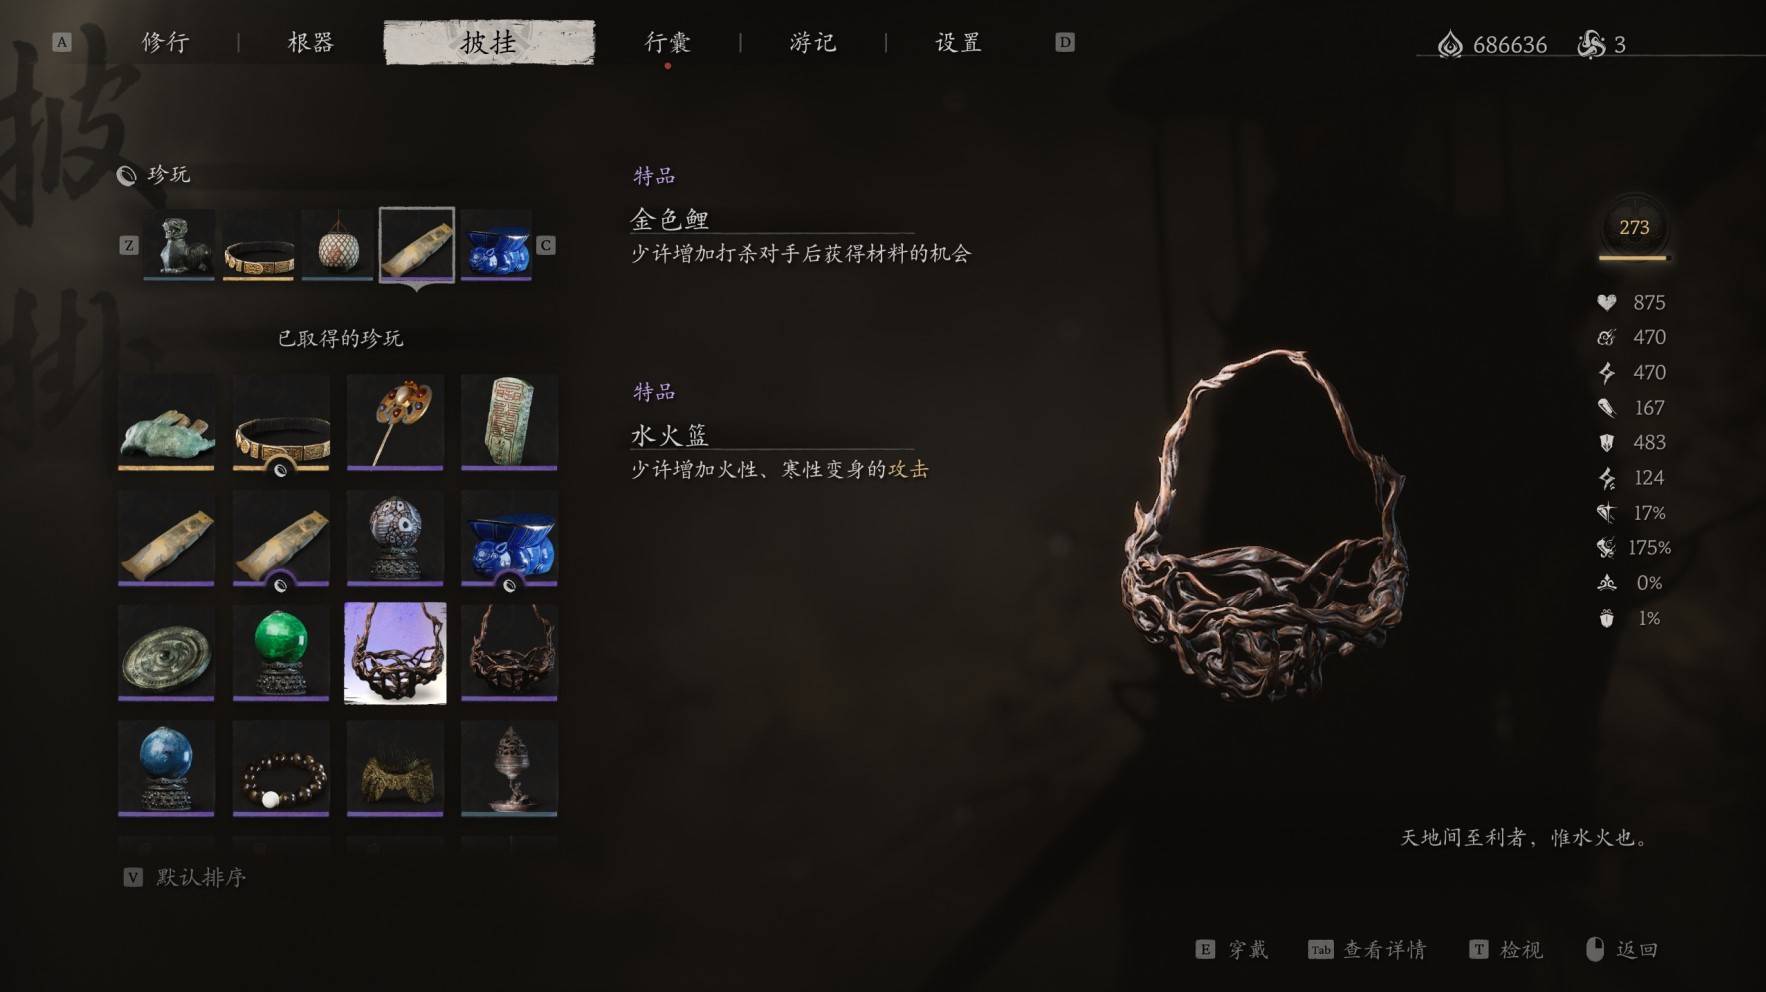 A 修行 根器 披挂 行囊 游记 设置 D
686636 3
披挂
珍玩
Z C
已取得的珍玩
特品
金色鲤
少许增加打杀对手后获得材料的机会
特品
水火篮
少许增加火性、寒性变身的攻击
273
875
470
470
167
483
124
17%
175%
0%
1%
天地间至利者，惟水火也。
V 默认排序
E 穿戴 Tab 查看详情 T 检视 返回